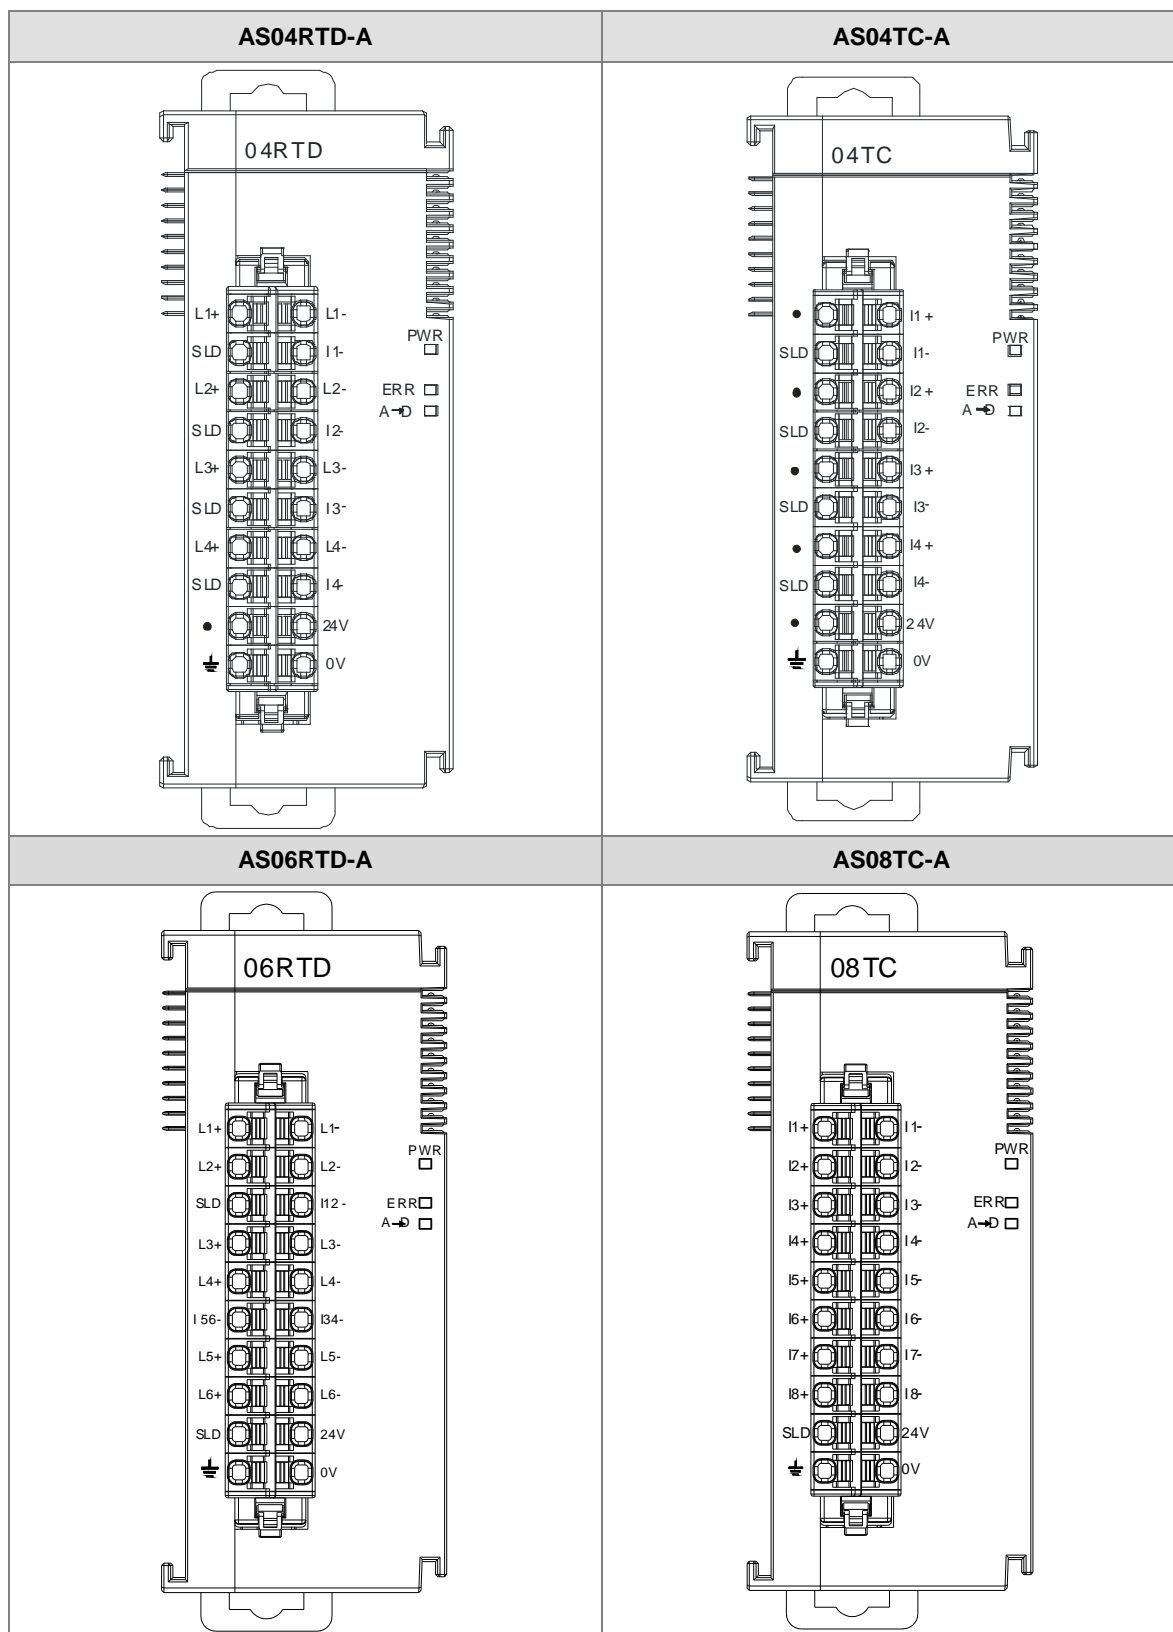 AS04RTD-A AS04TC-A
04RTD 04TC
L1+ L1- PWR
SLD I1-
L2+ L2- ERR
A→D
SLD I2-
L3+ L3-
SLD I3-
L4+ L4-
SLD I4-
● 24V
0V
● I1+ PWR
SLD I1-
● I2+ ERR
A→D
SLD I2-
● I3+
SLD I3-
● I4+
SLD I4-
● 24V
0V
AS06RTD-A AS08TC-A
06RTD 08TC
L1+ L1- PWR
L2+ L2-
SLD I12- ERR
A→D
L3+ L3-
L4+ L4-
I56- I34-
L5+ L5-
L6+ L6-
SLD 24V
0V
I1+ I1- PWR
I2+ I2-
I3+ I3- ERR
A→D
I4+ I4-
I5+ I5-
I6+ I6-
I7+ I7-
I8+ I8-
SLD 24V
0V